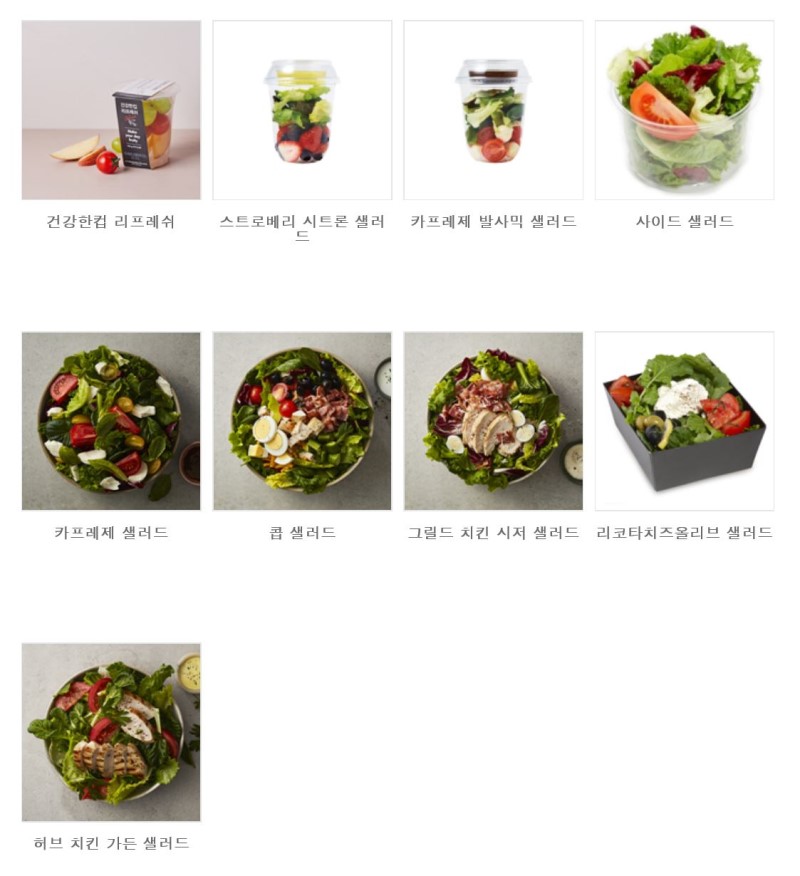 건강한컵 리프레쉬
스트로베리 시트론 샐러
드
카프레제 발사믹 샐러드
사이드 샐러드
카프레제 샐러드
콥 샐러드
그릴드 치킨 시저 샐러드
리코타치즈올리브 샐러드
허브 치킨 가든 샐러드